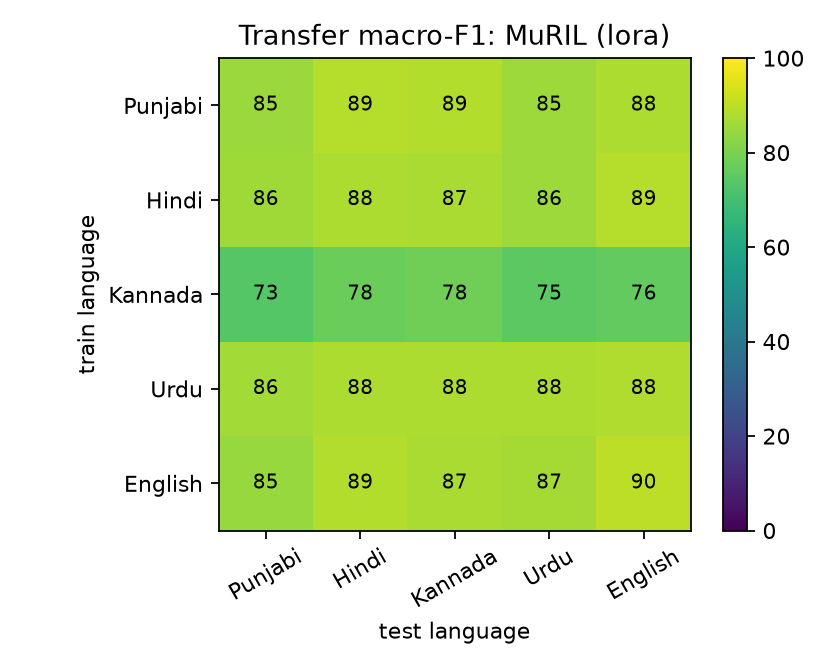 Transfer macro-F1: MuRIL (lora)
train language
Punjabi 85 89 89 85 88
Hindi 86 88 87 86 89
Kannada 73 78 78 75 76
Urdu 86 88 88 88 88
English 85 89 87 87 90
Punjabi Hindi Kannada Urdu English
test language
100
80
60
40
20
0